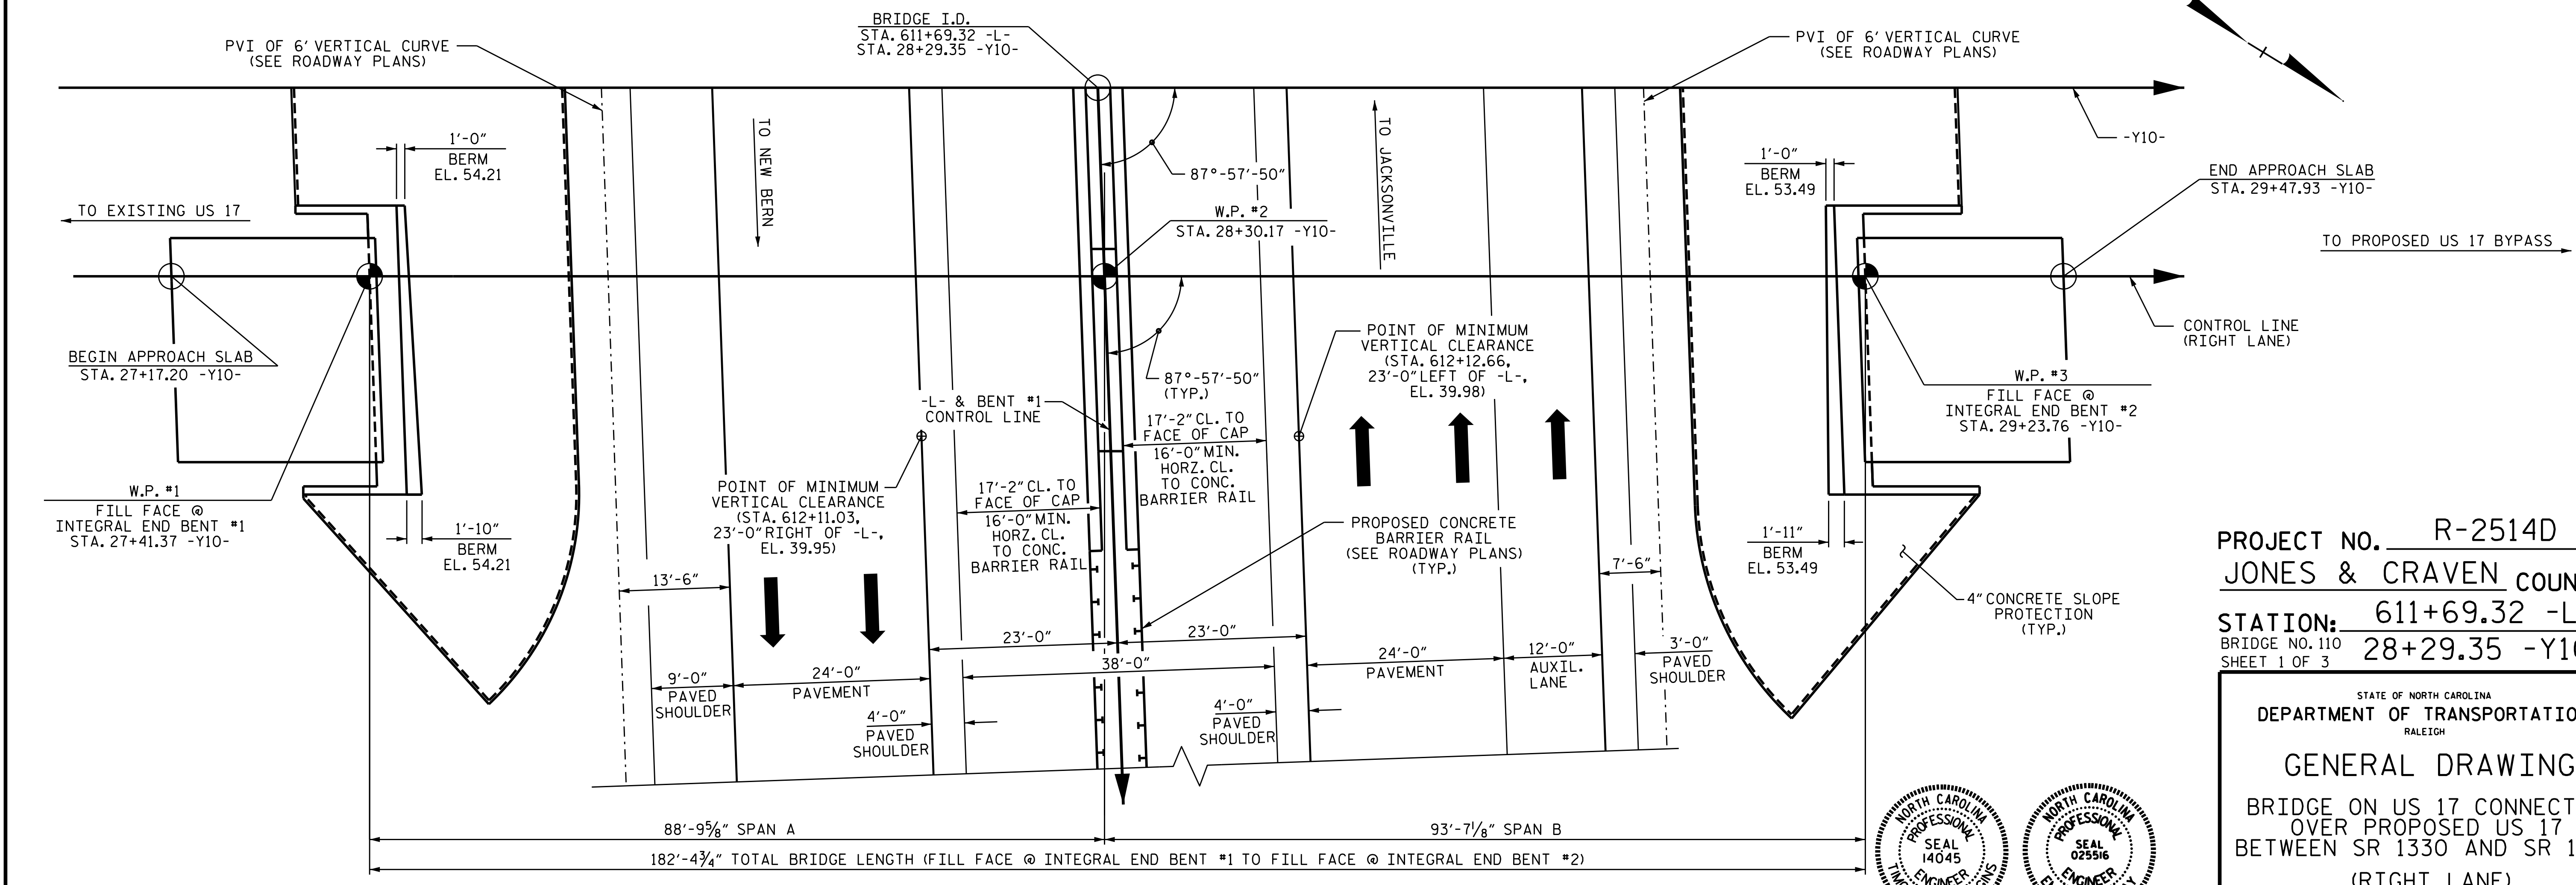 BRIDGE I.D.
STA. 611+69.32 -L-
STA. 28+29.35 -Y10-
PVI OF 6' VERTICAL CURVE
(SEE ROADWAY PLANS)
PVI OF 6' VERTICAL CURVE
(SEE ROADWAY PLANS)
1'-0"
BERM
EL. 54.21
TO NEW BERN
87°-57'-50"
TO JACKSONVILLE
1'-0"
BERM
EL. 53.49
-Y10-
END APPROACH SLAB
STA. 29+47.93 -Y10-
TO EXISTING US 17
W.P. #2
STA. 28+30.17 -Y10-
TO PROPOSED US 17 BYPASS
BEGIN APPROACH SLAB
STA. 27+17.20 -Y10-
87°-57'-50"
(TYP.)
POINT OF MINIMUM
VERTICAL CLEARANCE
(STA. 612+12.66,
23'-0" LEFT OF -L-,
EL. 39.98)
CONTROL LINE
(RIGHT LANE)
-L- & BENT #1
CONTROL LINE
17'-2" CL. TO
FACE OF CAP
16'-0" MIN.
HORZ. CL.
TO CONC.
BARRIER RAIL
W.P. #3
FILL FACE @
INTEGRAL END BENT #2
STA. 29+23.76 -Y10-
W.P. #1
FILL FACE @
INTEGRAL END BENT #1
STA. 27+41.37 -Y10-
1'-10"
BERM
EL. 54.21
POINT OF MINIMUM
VERTICAL CLEARANCE
(STA. 612+11.03,
23'-0" RIGHT OF -L-,
EL. 39.95)
17'-2" CL. TO
FACE OF CAP
16'-0" MIN.
HORZ. CL.
TO CONC.
BARRIER RAIL
PROPOSED CONCRETE
BARRIER RAIL
(SEE ROADWAY PLANS)
(TYP.)
1'-11"
BERM
EL. 53.49
4" CONCRETE SLOPE
PROTECTION
(TYP.)
13'-6"
7'-6"
23'-0"
23'-0"
38'-0"
9'-0"
PAVED
SHOULDER
24'-0"
PAVEMENT
4'-0"
PAVED
SHOULDER
4'-0"
PAVED
SHOULDER
24'-0"
PAVEMENT
12'-0"
AUXIL.
LANE
3'-0"
PAVED
SHOULDER
88'-9⅝" SPAN A
93'-7⅛" SPAN B
182'-4¾" TOTAL BRIDGE LENGTH (FILL FACE @ INTEGRAL END BENT #1 TO FILL FACE @ INTEGRAL END BENT #2)
PROJECT NO. R-2514D
JONES & CRAVEN COUN
STATION: 611+69.32 -L
BRIDGE NO. 110
SHEET 1 OF 3
28+29.35 -Y1
STATE OF NORTH CAROLINA
DEPARTMENT OF TRANSPORTATIO
RALEIGH
GENERAL DRAWING
BRIDGE ON US 17 CONNECT
OVER PROPOSED US 17
BETWEEN SR 1330 AND SR 1
(RIGHT LANE)
NORTH CAROLINA
PROFESSIONAL
SEAL
14045
ENGINEER
NORTH CAROLINA
PROFESSIONAL
SEAL
025516
ENGINEER